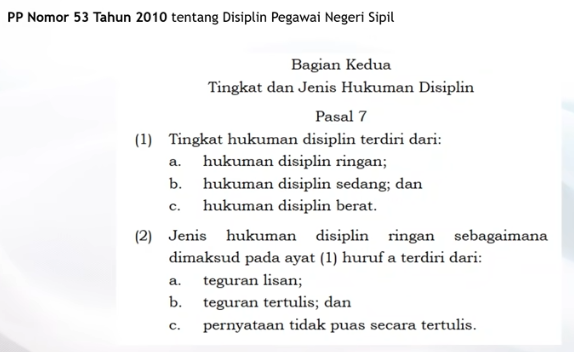 PP Nomor 53 Tahun 2010 tentang Disiplin Pegawai Negeri Sipil
Bagian Kedua
Tingkat dan Jenis Hukuman Disiplin
Pasal 7
(1) Tingkat hukuman disiplin terdiri dari:
a. hukuman disiplin ringan;
b. hukuman disiplin sedang; dan
c. hukuman disiplin berat.
(2) Jenis hukuman disiplin ringan sebagaimana
dimaksud pada ayat (1) huruf a terdiri dari:
a. teguran lisan;
b. teguran tertulis; dan
c. pernyataan tidak puas secara tertulis.